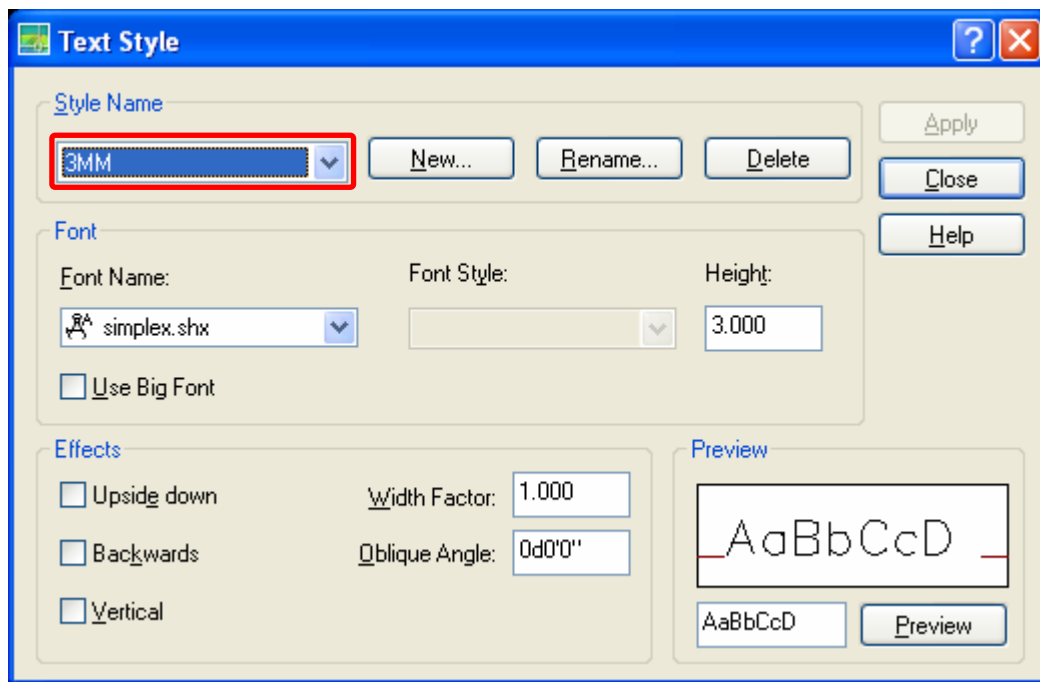 Text Style
Style Name
3MM
New...
Rename...
Delete
Apply
Close
Help
Font
Font Name:
Font Style:
Height:
simplex.shx
3.000
Use Big Font
Effects
Upside down
Width Factor:
1.000
Backwards
Oblique Angle:
0d0'0"
Vertical
Preview
AaBbCcD
AaBbCcD
Preview